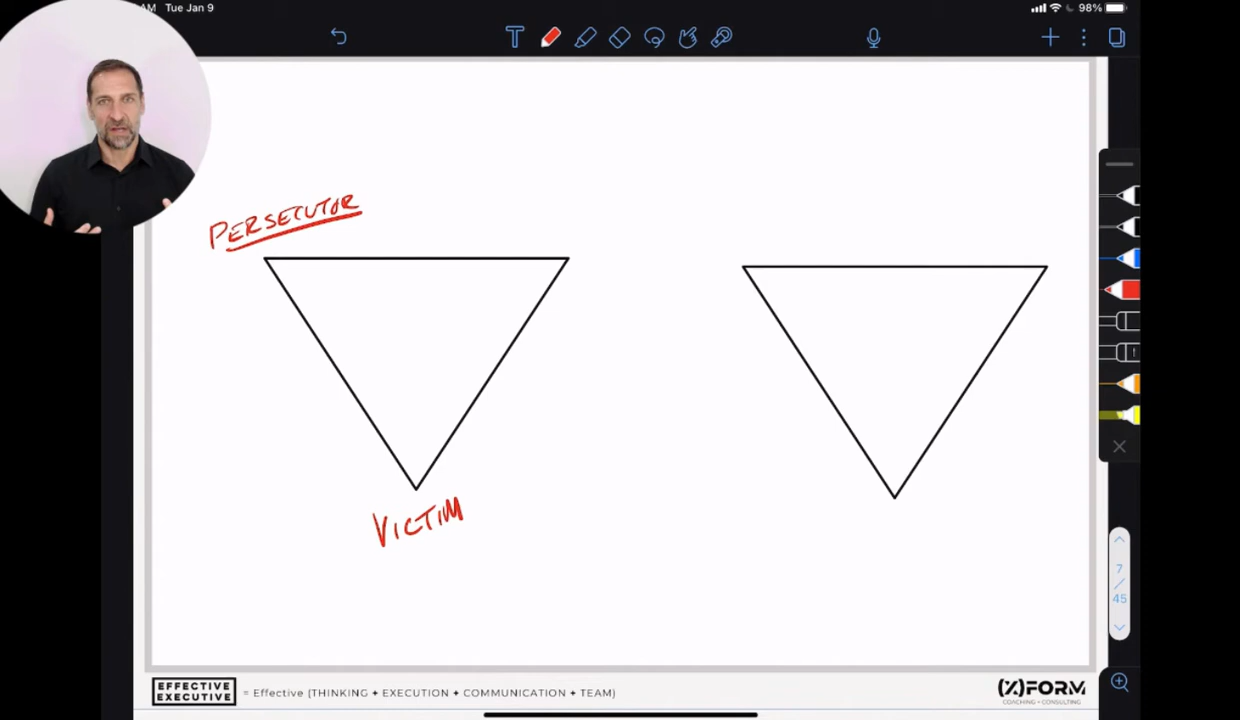 AM Tue Jan 9
98%
T
PERSECUTOR
VICTIM
7
/
45
EFFECTIVE
EXECUTIVE
= Effective (THINKING + EXECUTION + COMMUNICATION + TEAM)
(X)FORM
COACHING + CONSULTING